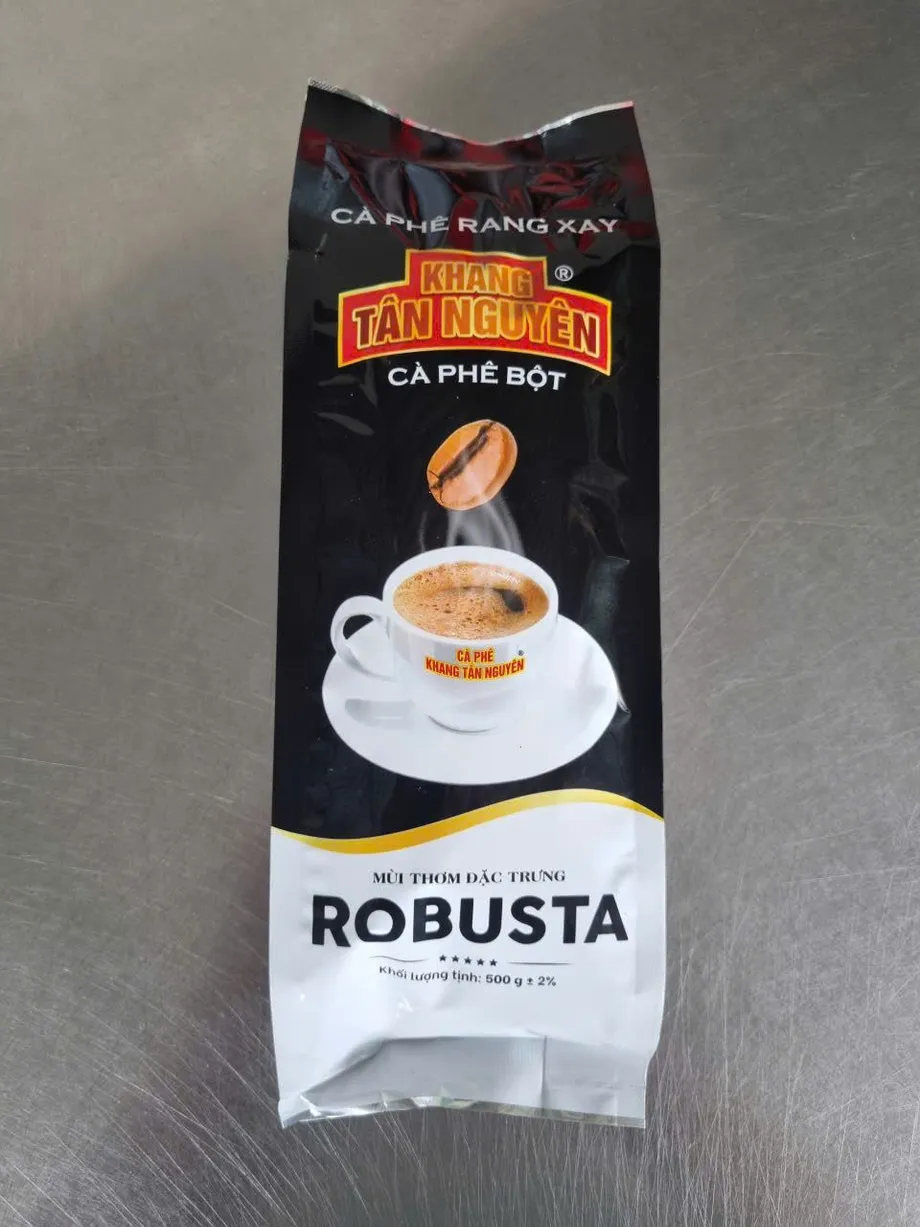 CÀ PHÊ RANG XAY
KHANG ®
TÂN NGUYÊN
CÀ PHÊ BỘT
CÀ PHÊ ®
KHANG TÂN NGUYÊN
MÙI THƠM ĐẶC TRƯNG
ROBUSTA
Khối lượng tịnh: 500 g ± 2%